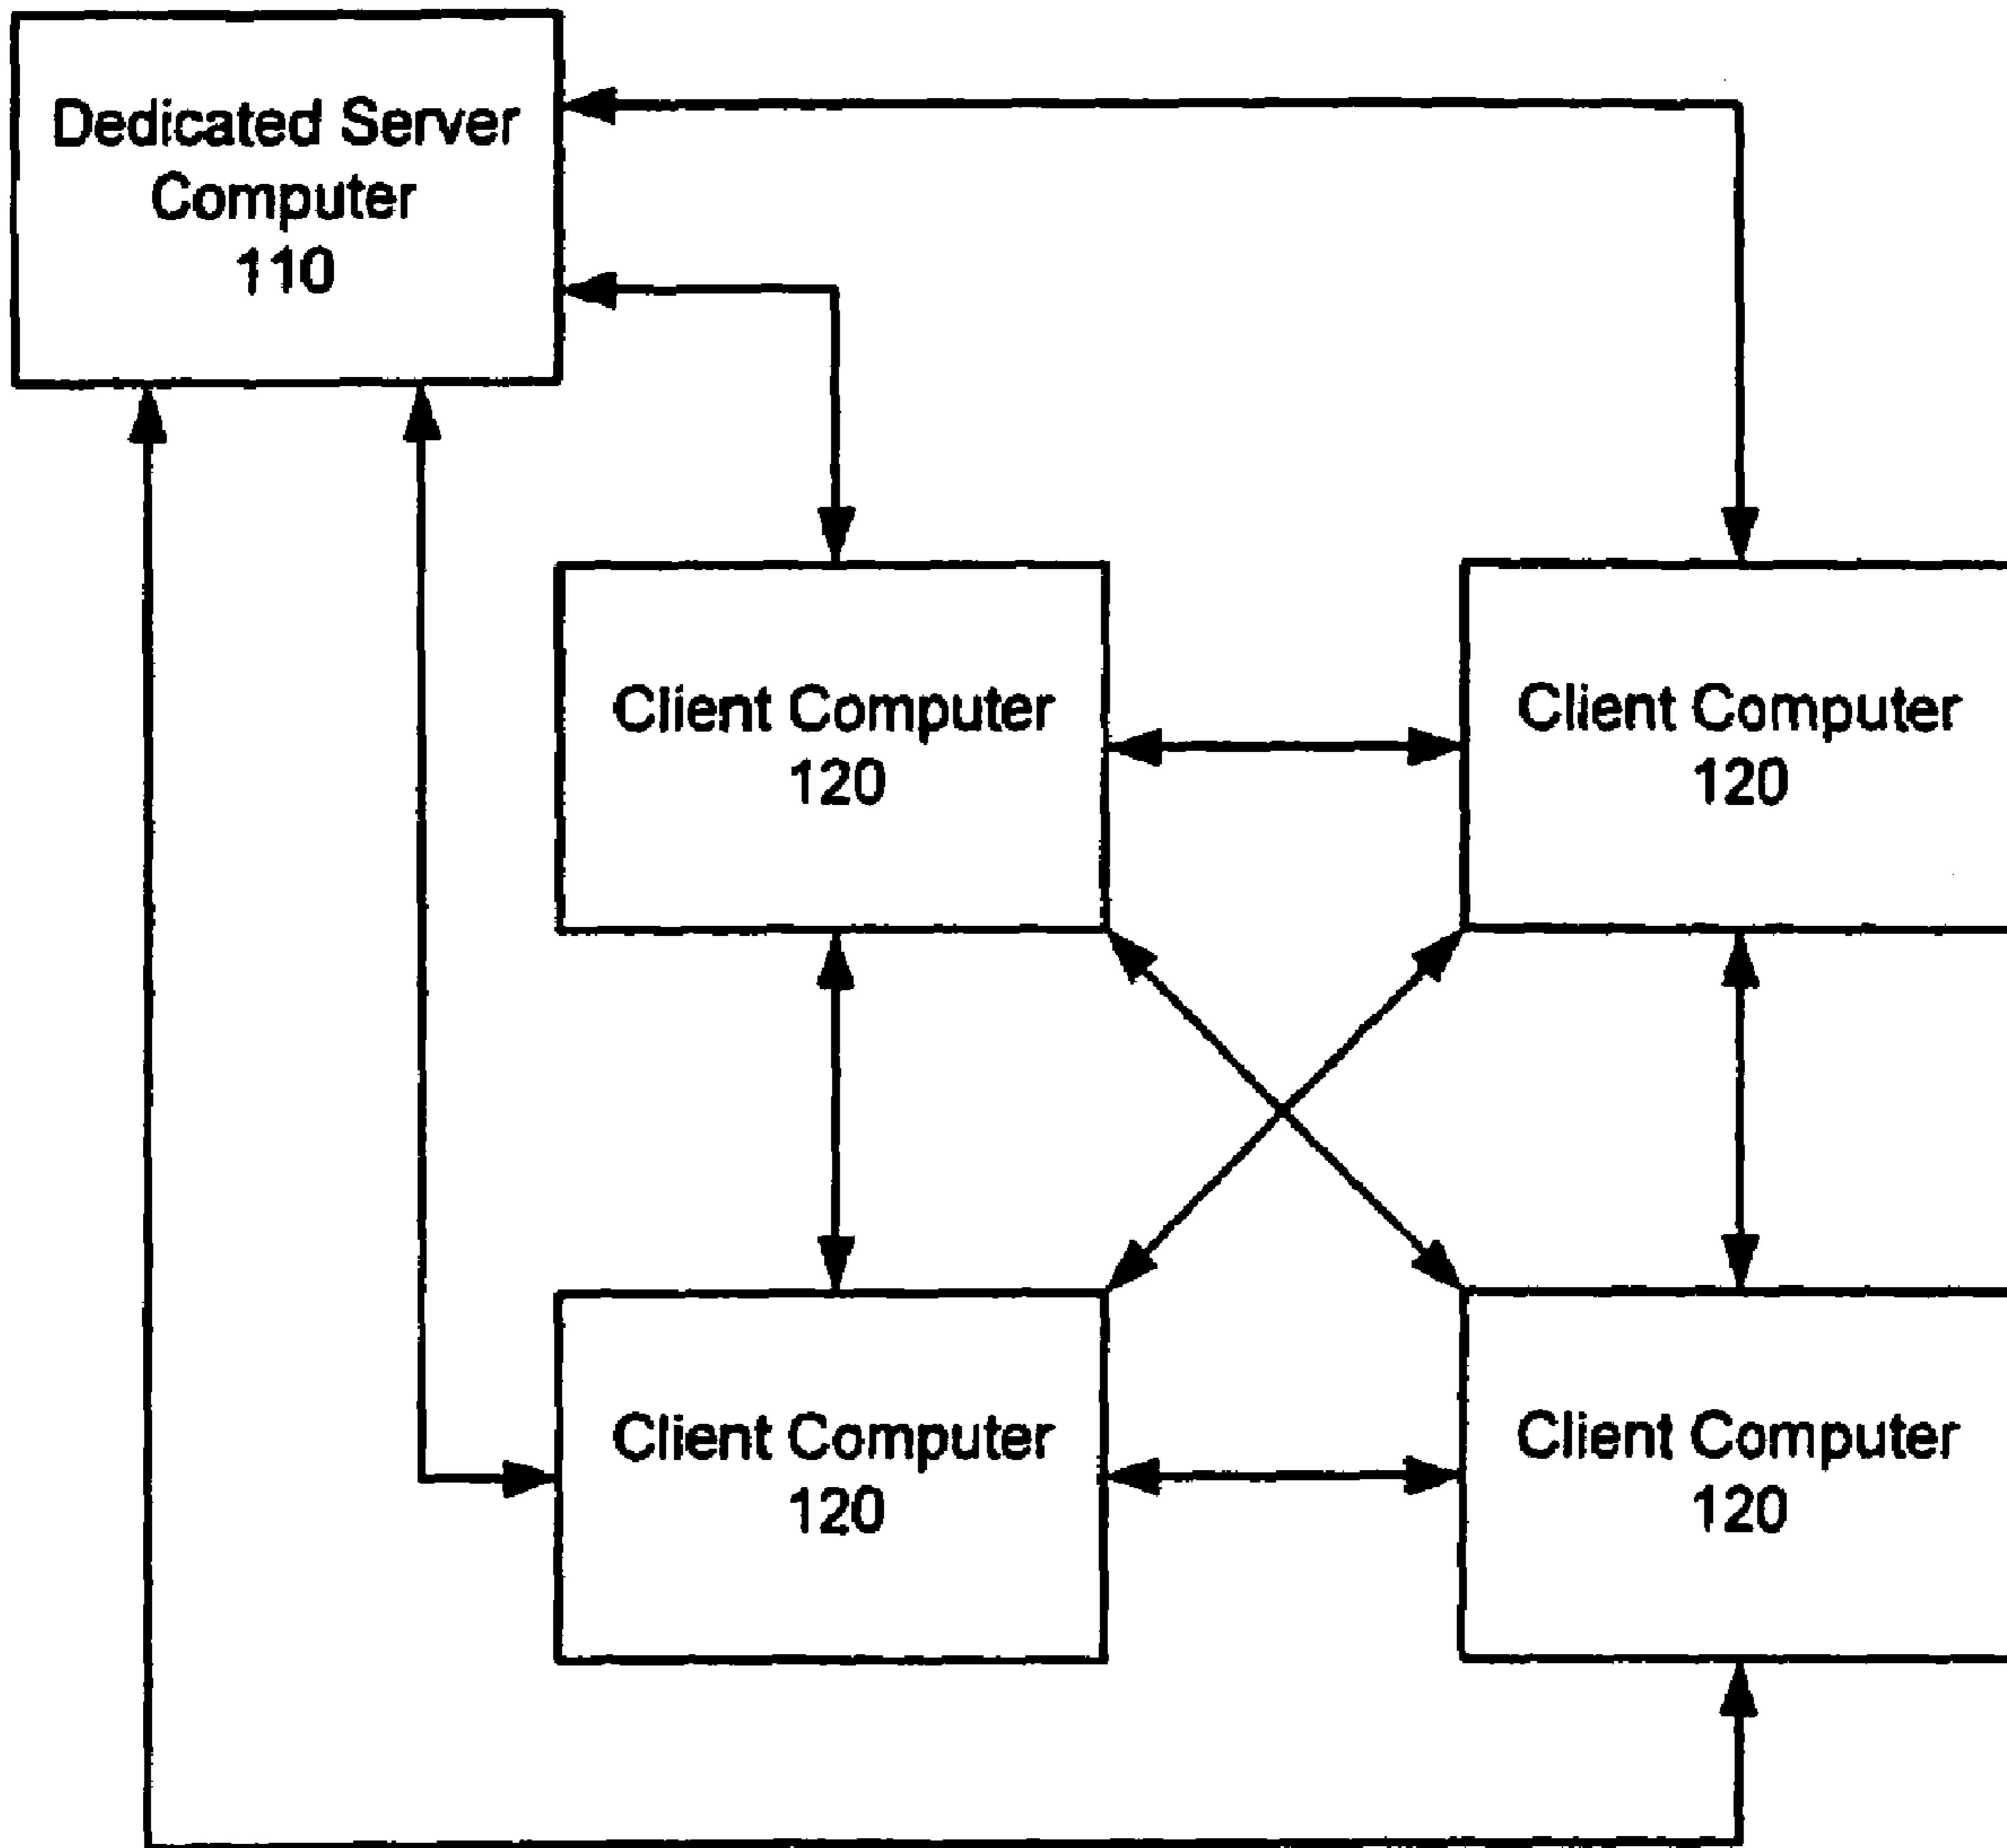 Dedicated Server
Computer
110
Client Computer
120
Client Computer
120
Client Computer
120
Client Computer
120